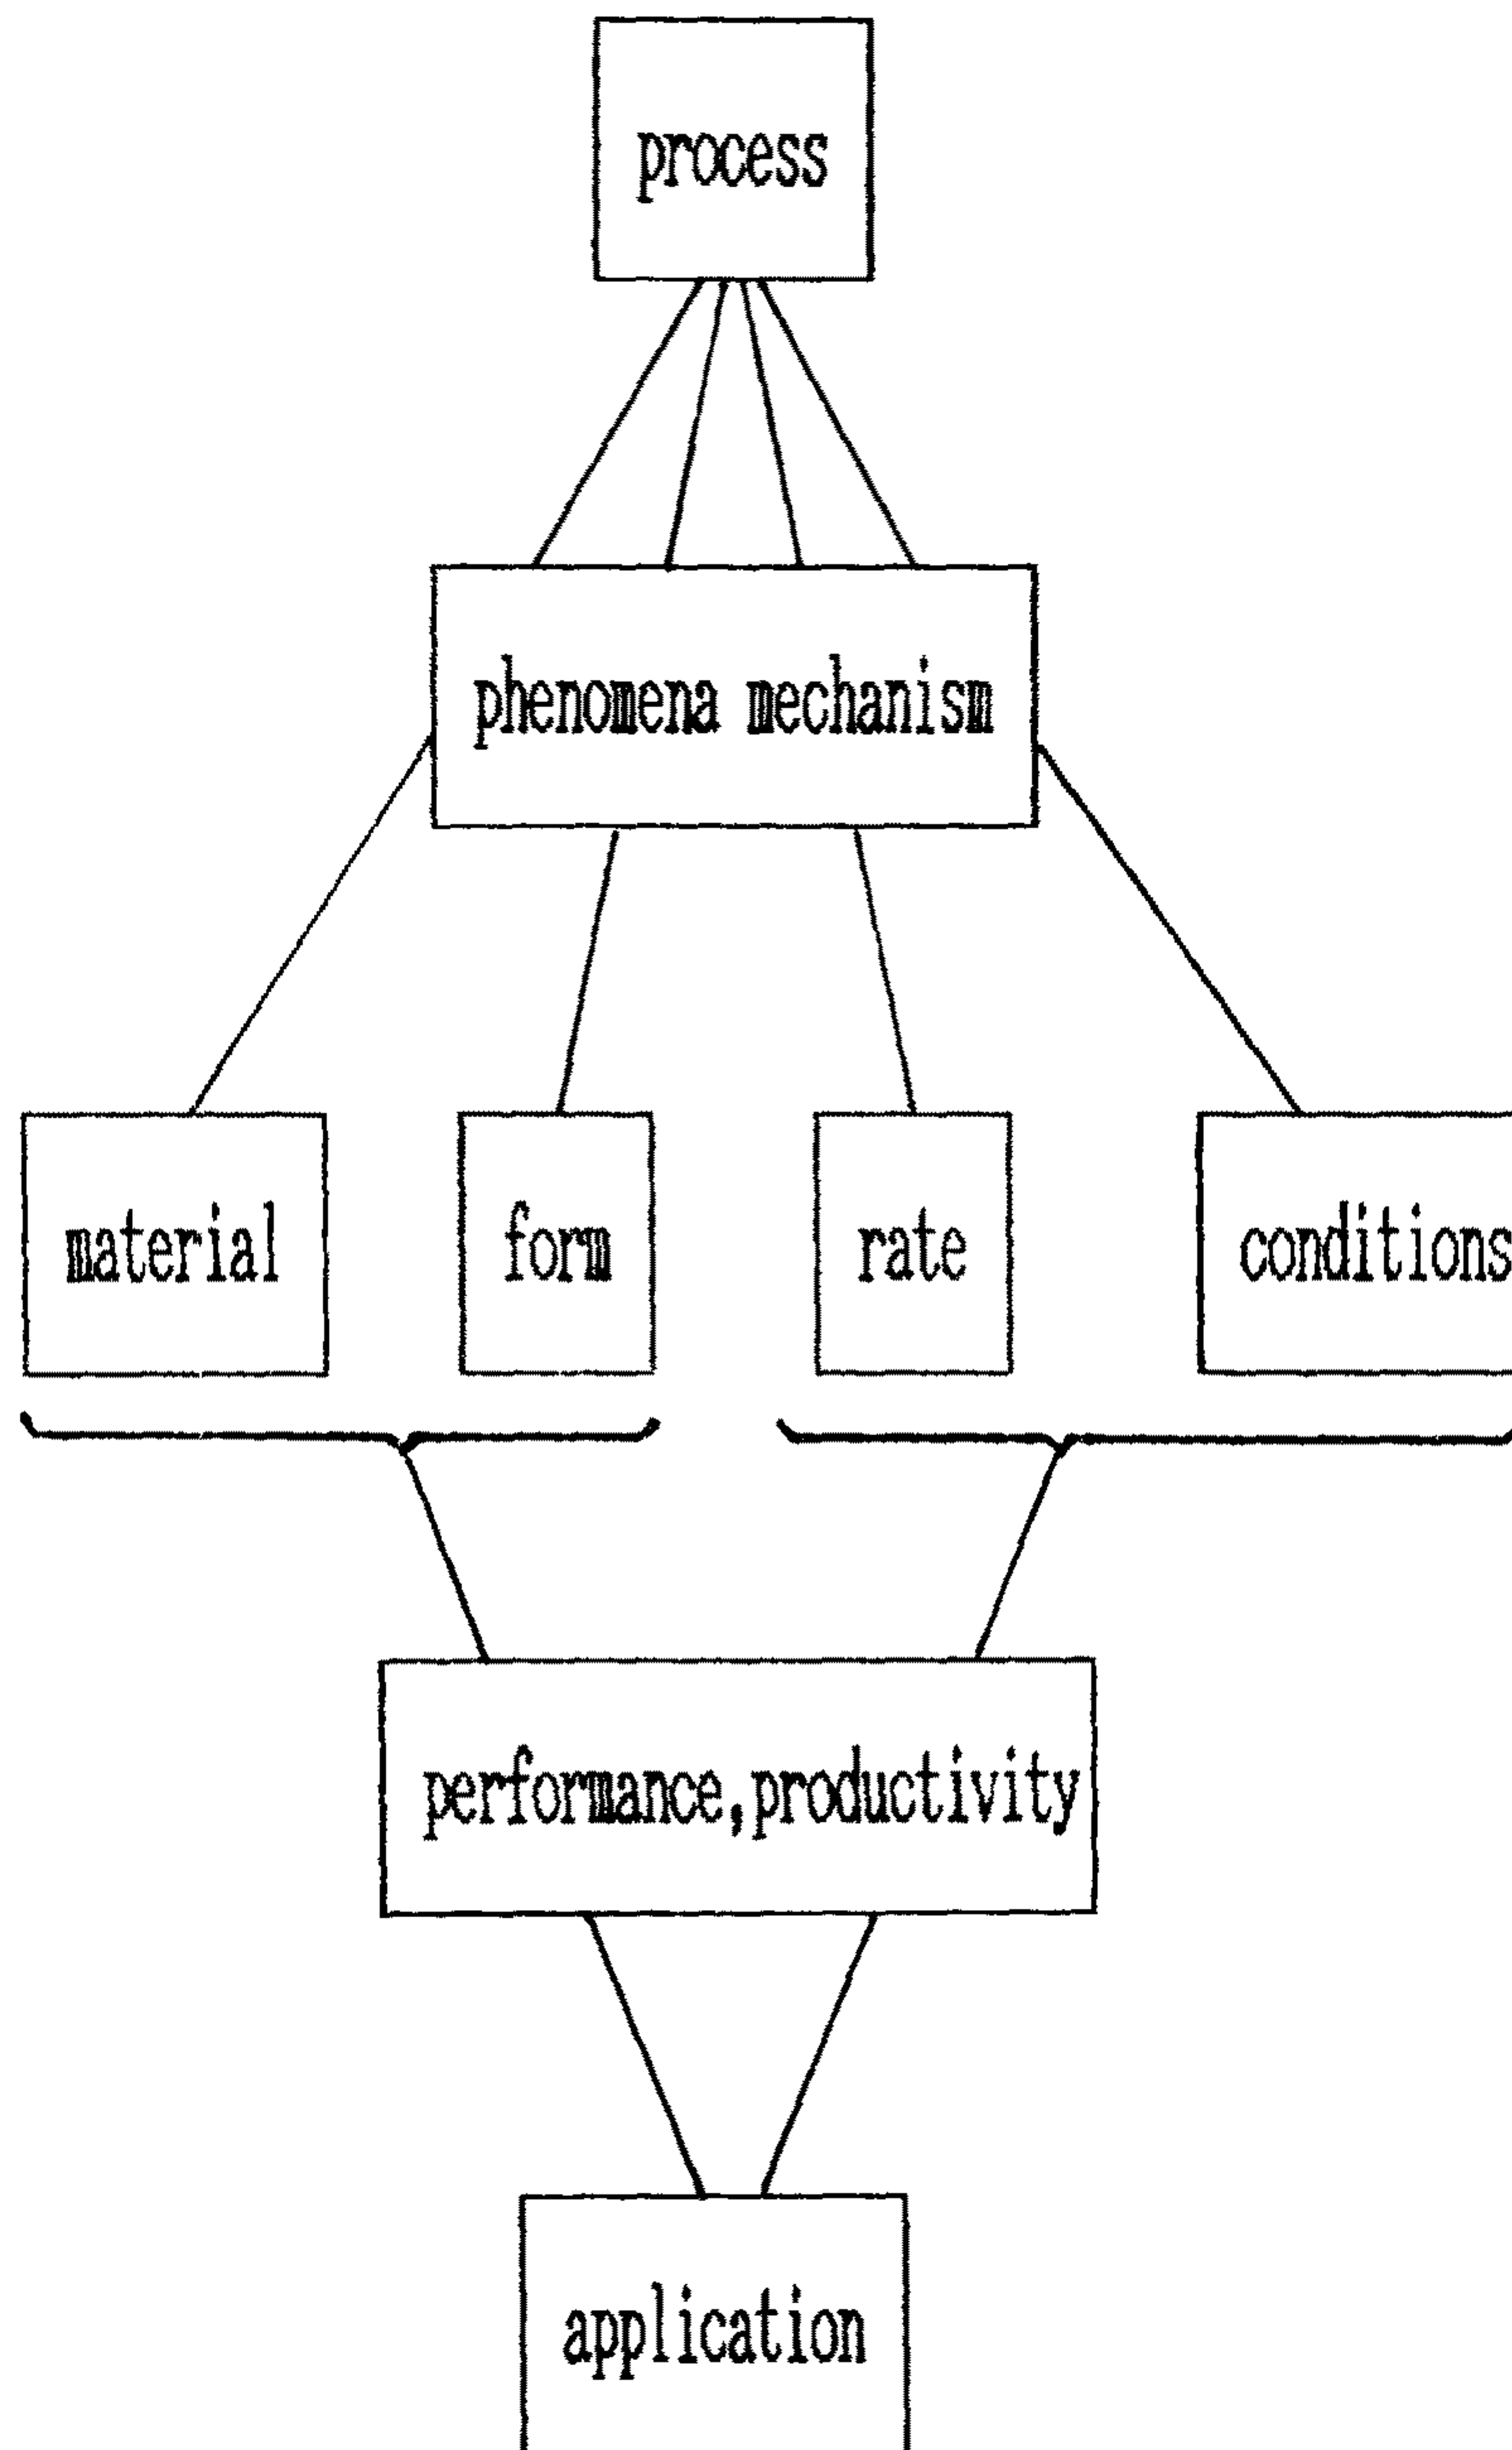 process
phenomena mechanism
material form rate conditions
performance,productivity
application